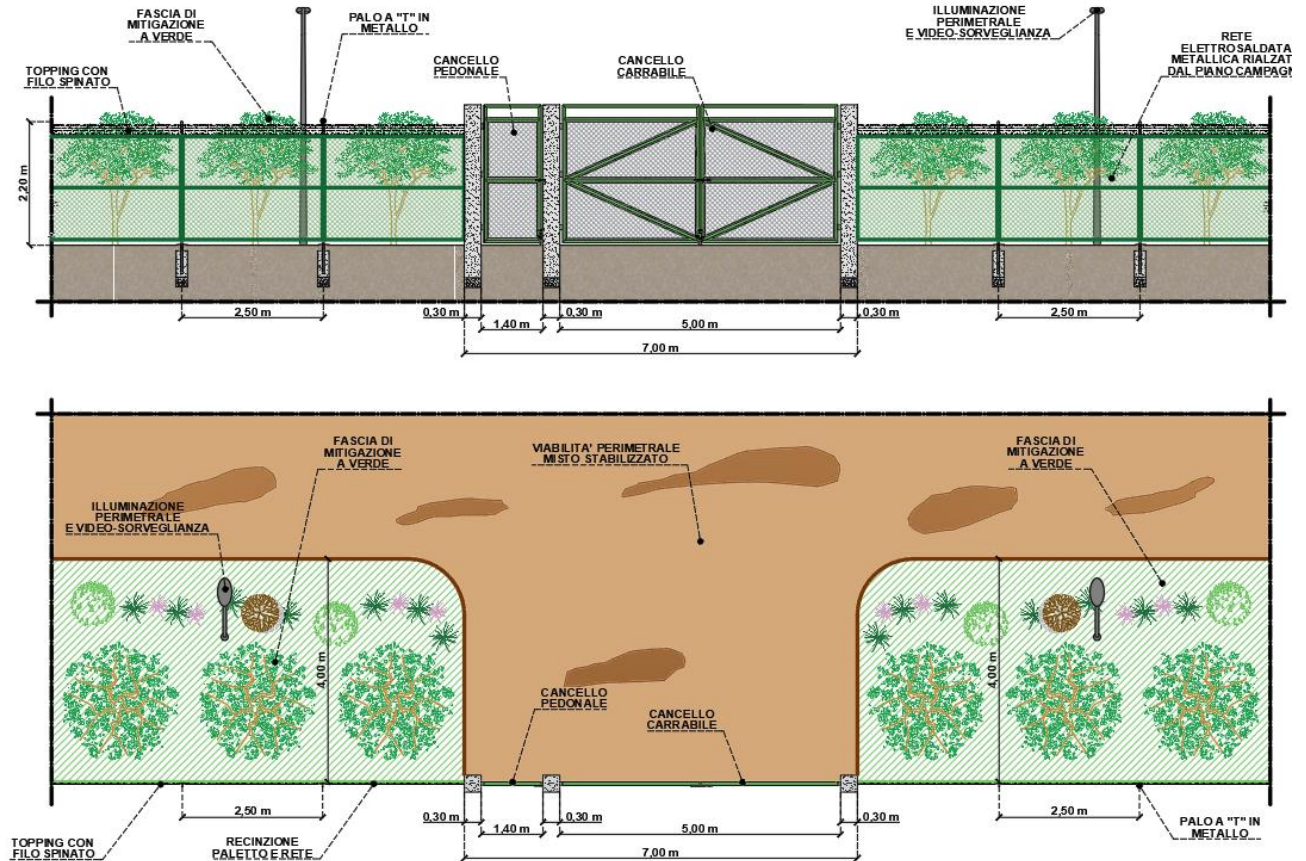 FASCIA DI
MITIGAZIONE
A VERDE
PALO A "T" IN
METALLO
ILLUMINAZIONE
PERIMETRALE
E VIDEO-SORVEGLIANZA
RETE
ELETTROSALDATA
METALLICA RIALZAT
DAL PIANO CAMPAGN
TOPPING CON
FILO SPINATO
CANCELLO
PEDONALE
CANCELLO
CARRABILE
2,20 m
2,50 m
0,30 m
1,40 m
0,30 m
5,00 m
0,30 m
2,50 m
7,00 m
FASCIA DI
MITIGAZIONE
A VERDE
VIABILITA' PERIMETRALE
MISTO STABILIZZATO
FASCIA DI
MITIGAZIONE
A VERDE
ILLUMINAZIONE
PERIMETRALE
E VIDEO-SORVEGLIANZA
4,00 m
4,00 m
CANCELLO
PEDONALE
CANCELLO
CARRABILE
2,50 m
0,30 m
1,40 m
0,30 m
5,00 m
0,30 m
2,50 m
TOPPING CON
FILO SPINATO
RECINZIONE
PALETTO E RETE
7,00 m
PALO A "T" IN
METALLO